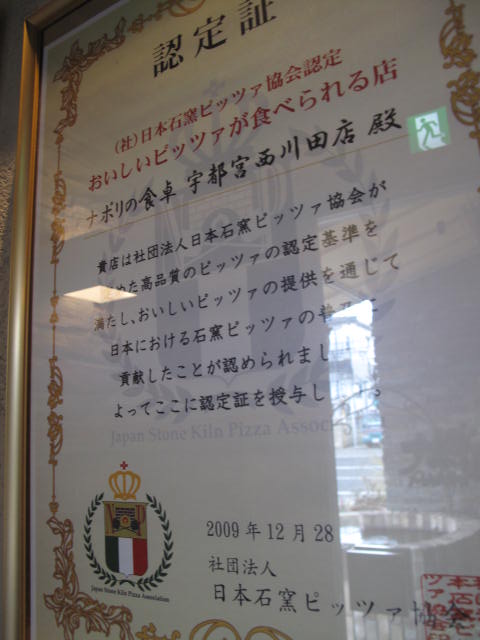 認定証
(社)日本石窯ピッツァ協会認定
おいしいピッツァが食べられる店
ナポリの食卓 宇都宮西川田店 殿
貴店は社団法人日本石窯ピッツァ協会が
めた高品質のピッツァの認定基準を
満たし、おいしいピッツァの提供を通じて
日本における石窯ピッツァの
貢献したことが認められまし
よってここに認定証を授与し
Japan Stone Kiln Pizza Assoc
Japan Stone Kiln Pizza Association
2009年12月28
社団法人
日本石窯ピッツァ協会